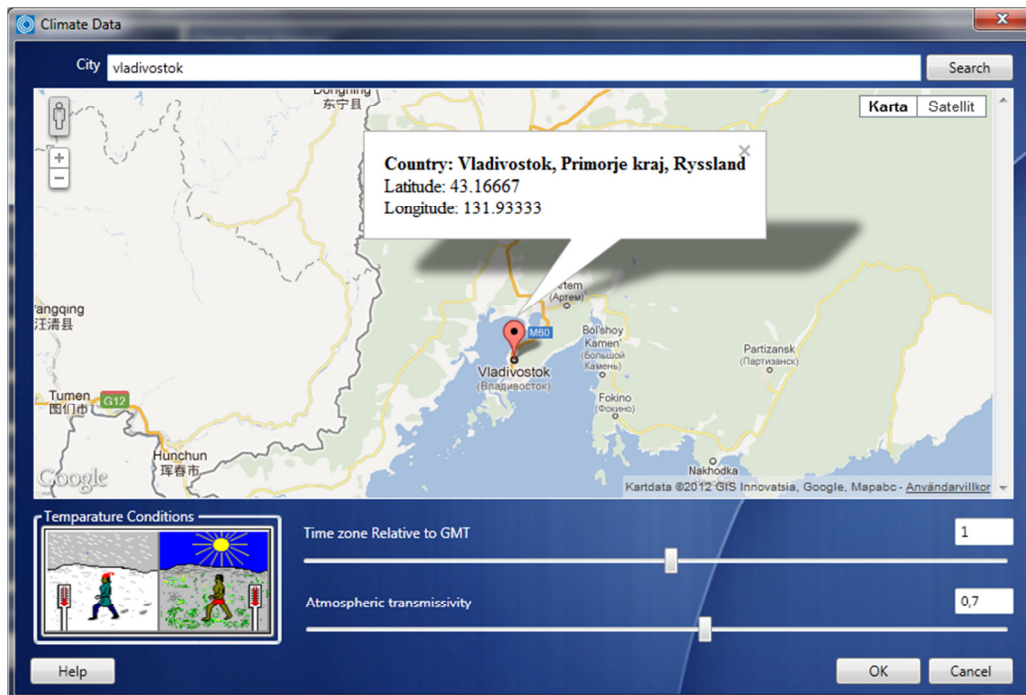 Climate Data
City
vladivostok
Search
Karta
Satellit
东宁县
Country: Vladivostok, Primorje kraj, Ryssland
Latitude: 43.16667
Longitude: 131.93333
(Артем)
汪清县
M60
Bol'shoy
Kamen'
(Большой
Камень)
Partizansk
(Партизанск)
Vladivostok
(Владивосток)
Tumen
图们市
G12
Fokino
(Фокино)
Hunchun
珲春市
Nakhodka
Google
Kartdata ©2012 GIS Innovatsia, Google, Mapabc - Användarvillkor
Temparature Conditions
Time zone Relative to GMT
1
Atmospheric transmissivity
0,7
Help
OK
Cancel